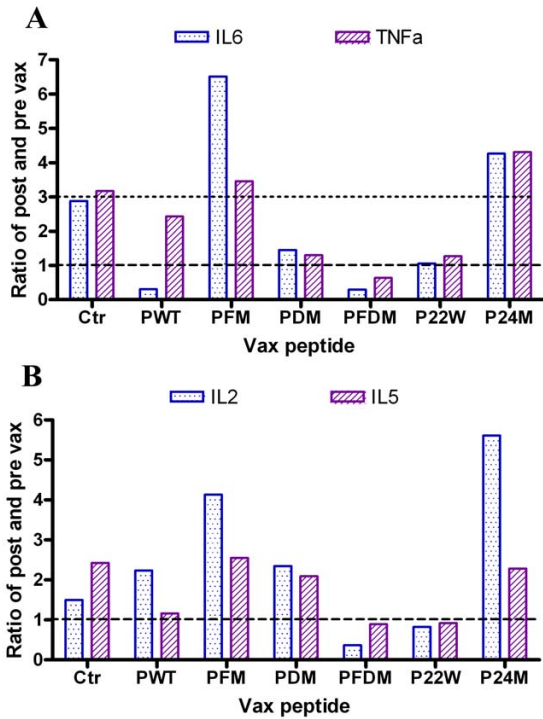 A
IL6 TNFa
Ratio of post and pre vax
7
6
5
4
3
2
1
0
Ctr PWT PFM PDM PFDM P22W P24M
Vax peptide
B
IL2 IL5
Ratio of post and pre vax
6
5
4
3
2
1
0
Ctr PWT PFM PDM PFDM P22W P24M
Vax peptide